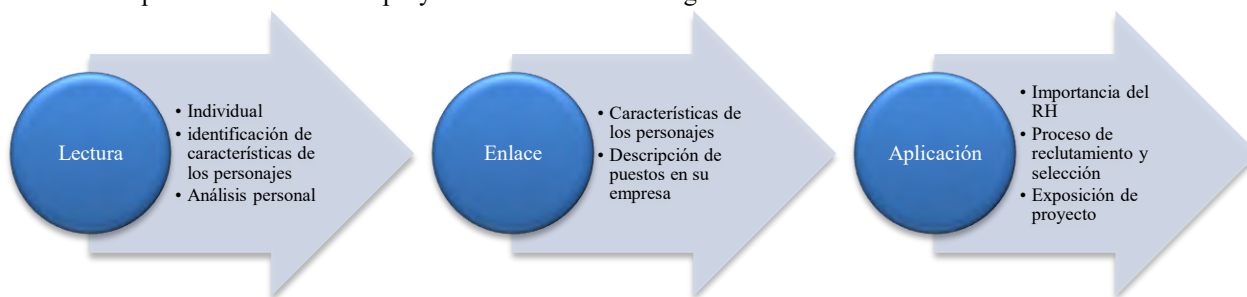 Lectura
• Individual
• identificación de
características de
los personajes
• Análisis personal
Enlace
• Características de
los personajes
• Descripción de
puestos en su
empresa
Aplicación
• Importancia del
RH
• Proceso de
reclutamiento y
selección
• Exposición de
proyecto